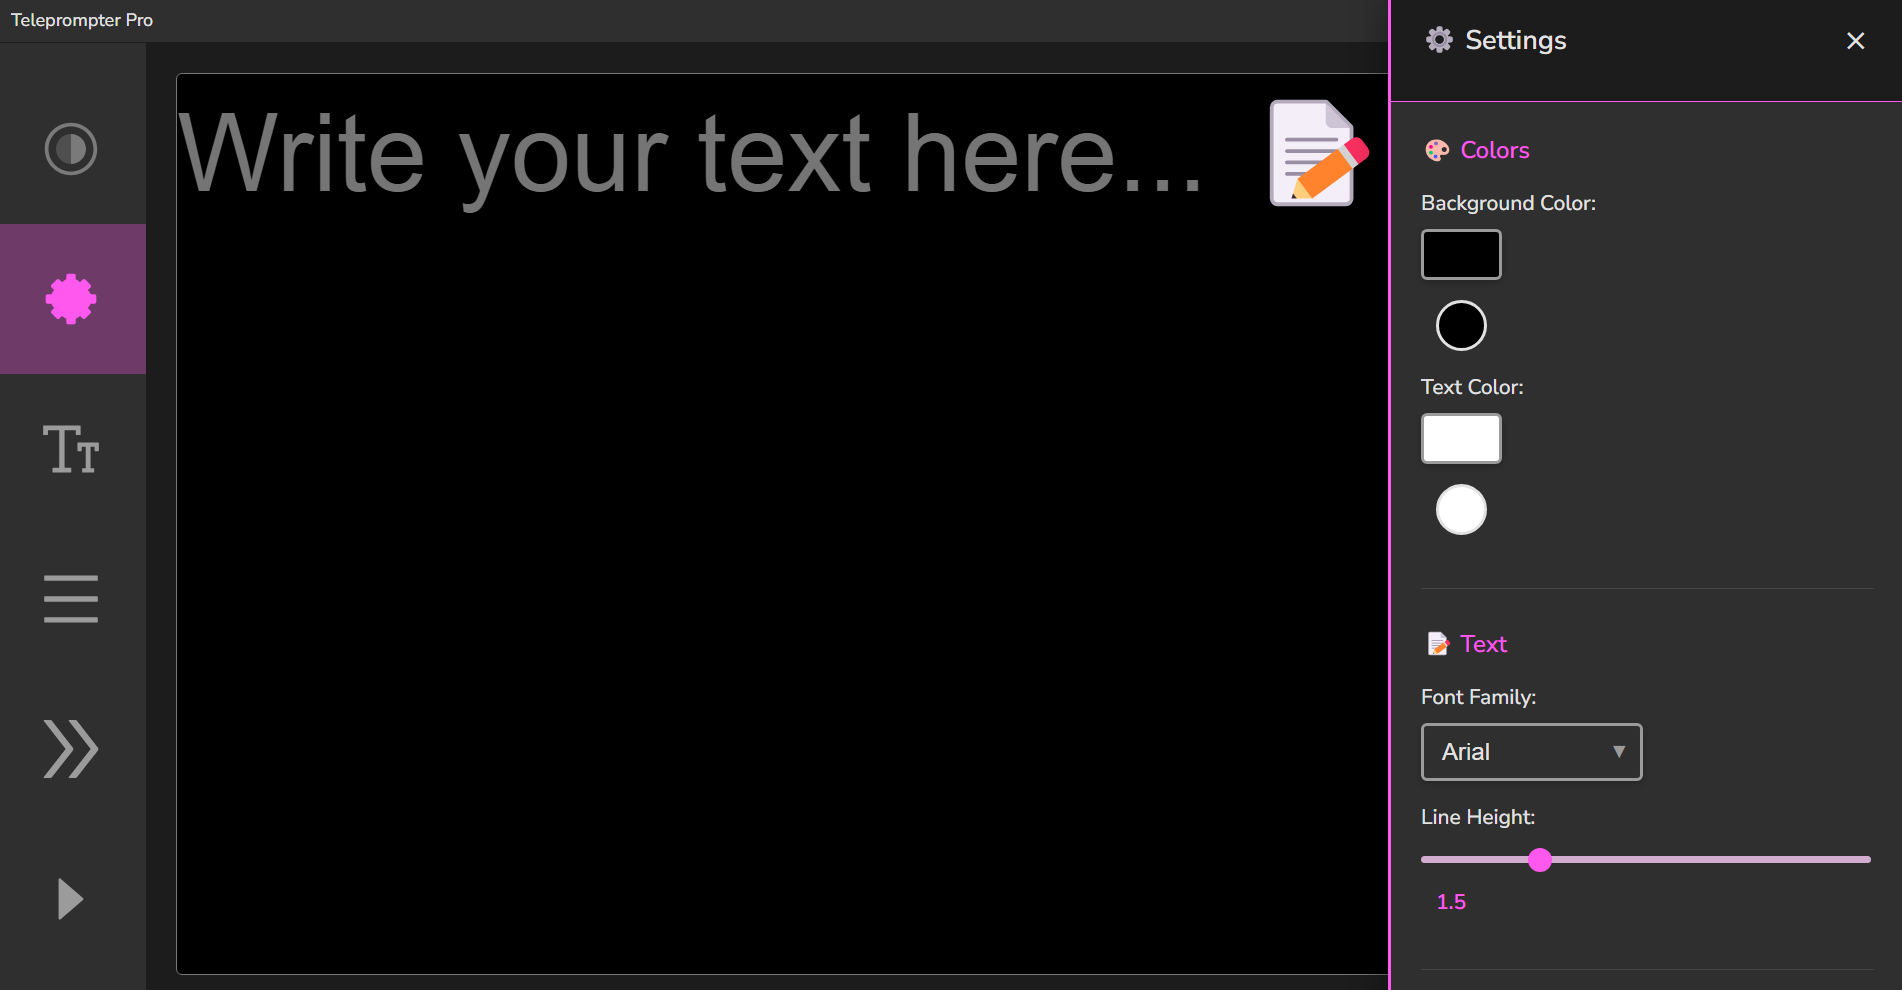 Teleprompter Pro
Write your text here...
Settings
Colors
Background Color:
Text Color:
Text
Font Family:
Arial
Line Height:
1.5